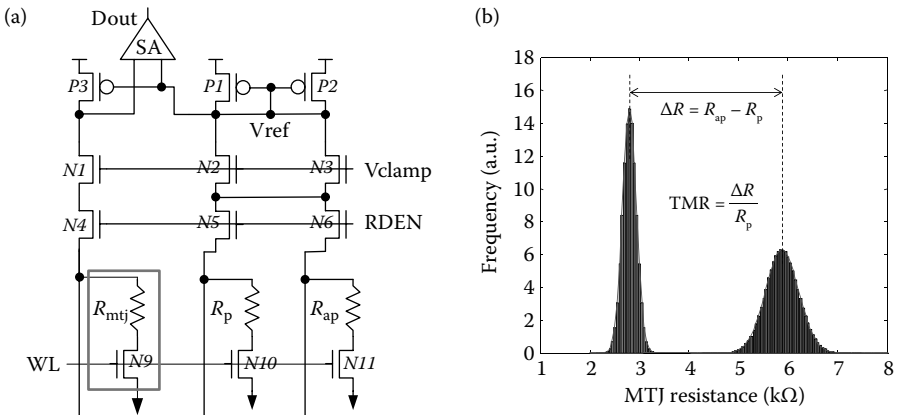 (a)
Dout
SA
P3
P1
P2
Vref
N1
N2
N3
Vclamp
N4
N5
N6
RDEN
Rmtj
Rp
Rap
WL
N9
N10
N11
(b)
18
16
14
12
10
8
6
4
2
0
Frequency (a.u.)
ΔR = Rap − Rp
TMR = ΔR
Rp
1 2 3 4 5 6 7 8
MTJ resistance (kΩ)